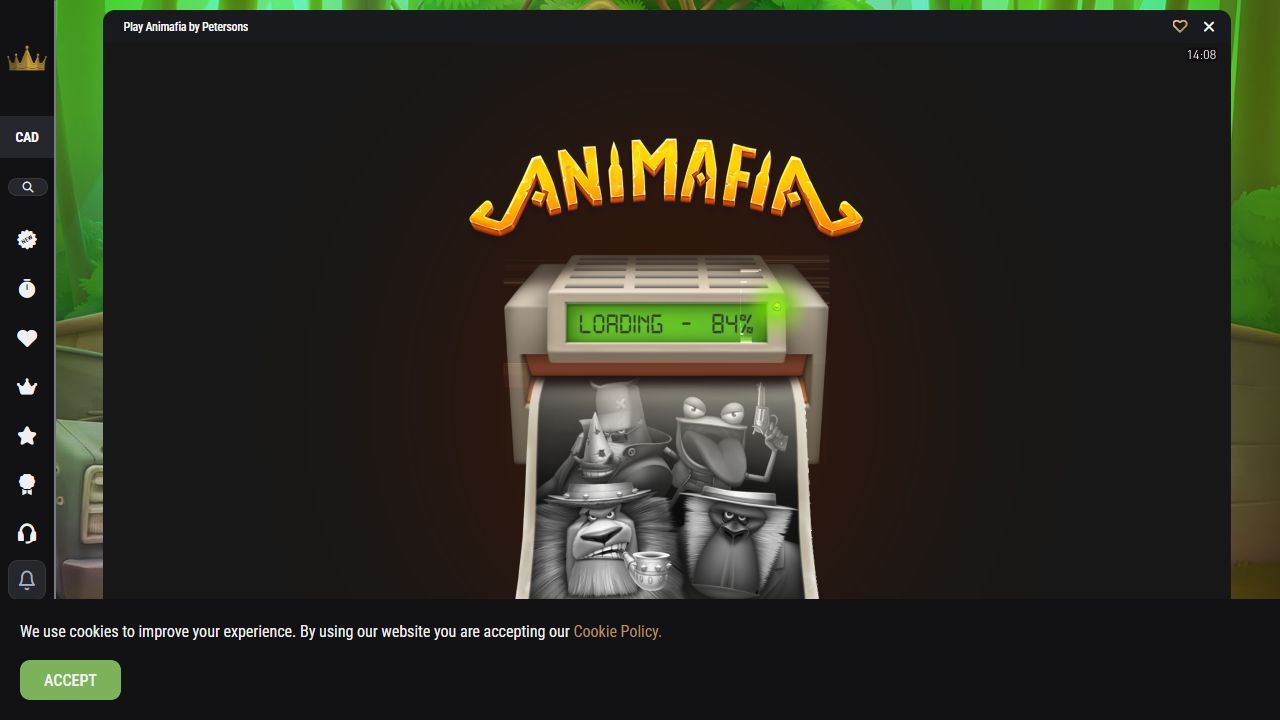 Play Animafia by Petersons
14:08
CAD
NEW
ANIMAFIA
LOADING - 84%
We use cookies to improve your experience. By using our website you are accepting our Cookie Policy.
ACCEPT